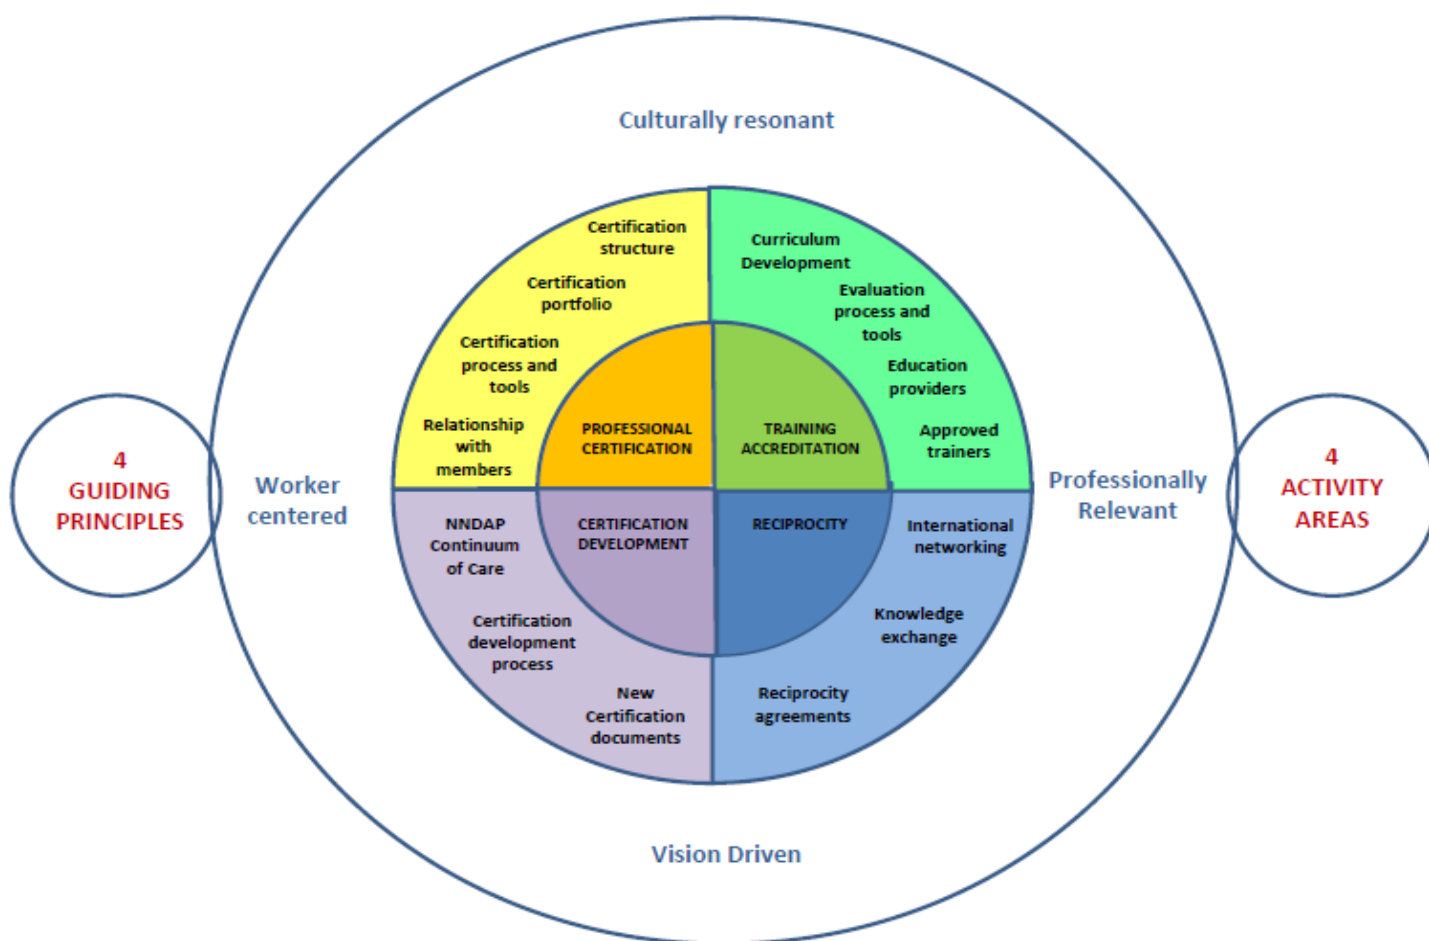 Culturally resonant
Certification
structure
Certification
portfolio
Certification
process and
tools
Relationship
with
members
Curriculum
Development
Evaluation
process and
tools
Education
providers
Approved
trainers
PROFESSIONAL
CERTIFICATION
TRAINING
ACCREDITATION
4
GUIDING
PRINCIPLES
Worker
centered
Professionally
Relevant
4
ACTIVITY
AREAS
NNDAP
Continuum
of Care
CERTIFICATION
DEVELOPMENT
RECIPROCITY
International
networking
Certification
development
process
Knowledge
exchange
New
Certification
documents
Reciprocity
agreements
Vision Driven